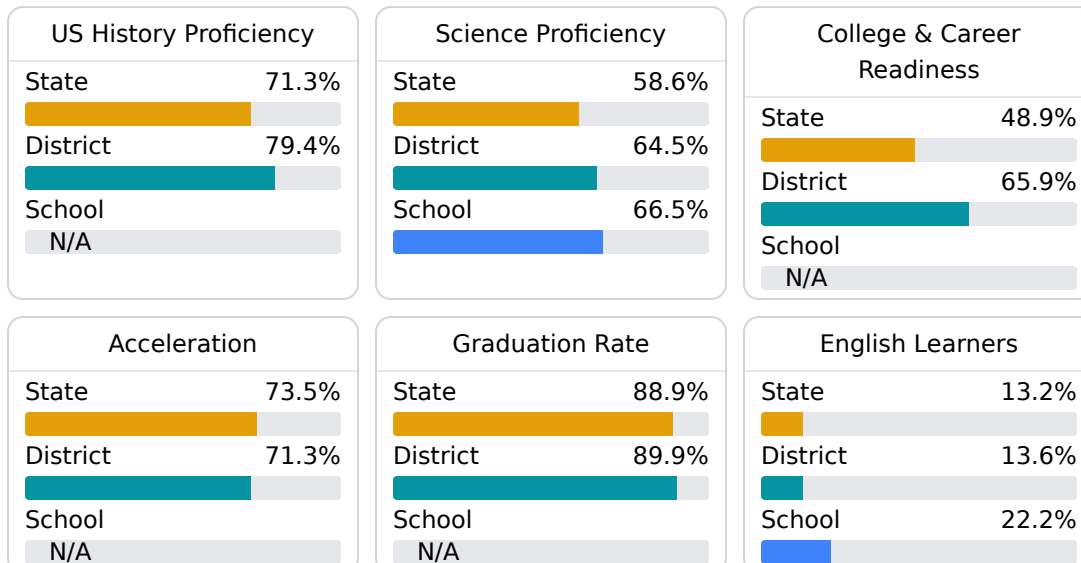 US History Proficiency
State 71.3%
District 79.4%
School
N/A
Science Proficiency
State 58.6%
District 64.5%
School 66.5%
College & Career
Readiness
State 48.9%
District 65.9%
School
N/A
Acceleration
State 73.5%
District 71.3%
School
N/A
Graduation Rate
State 88.9%
District 89.9%
School
N/A
English Learners
State 13.2%
District 13.6%
School 22.2%